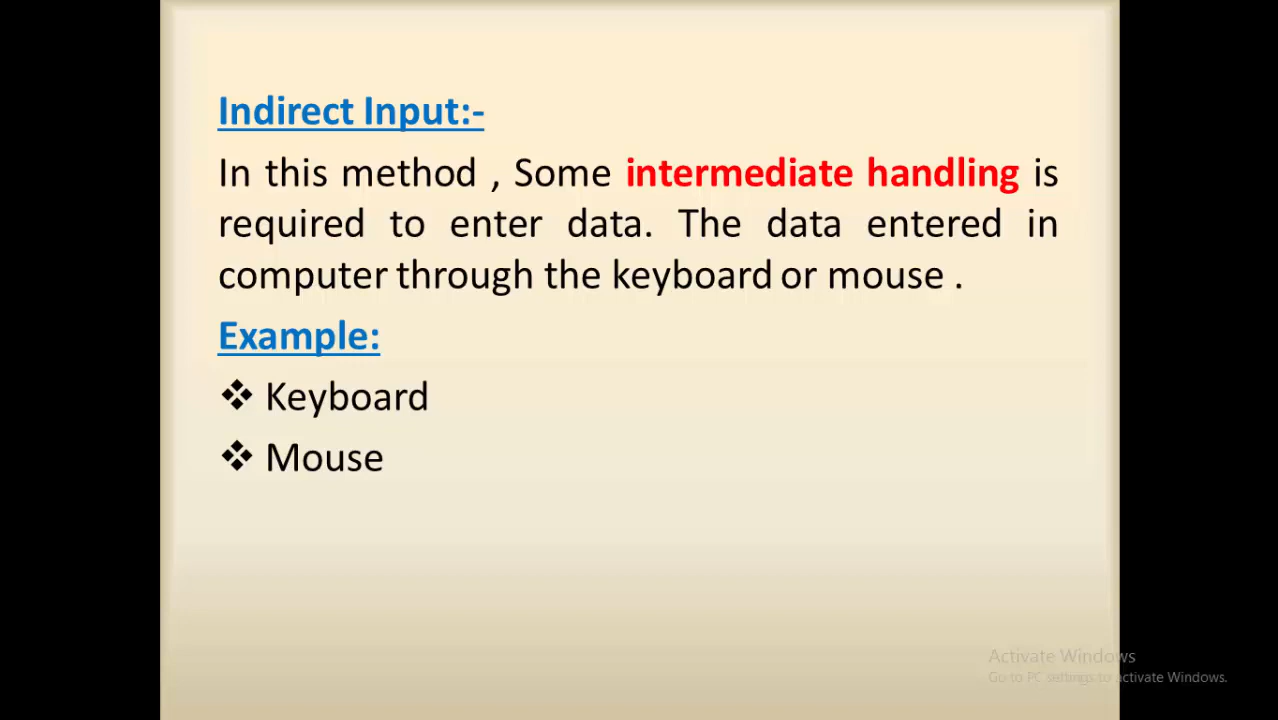 Indirect Input:-
In this method , Some intermediate handling is
required to enter data. The data entered in
computer through the keyboard or mouse .
Example:
❖ Keyboard
❖ Mouse
Activate Windows
Go to PC settings to activate Windows.